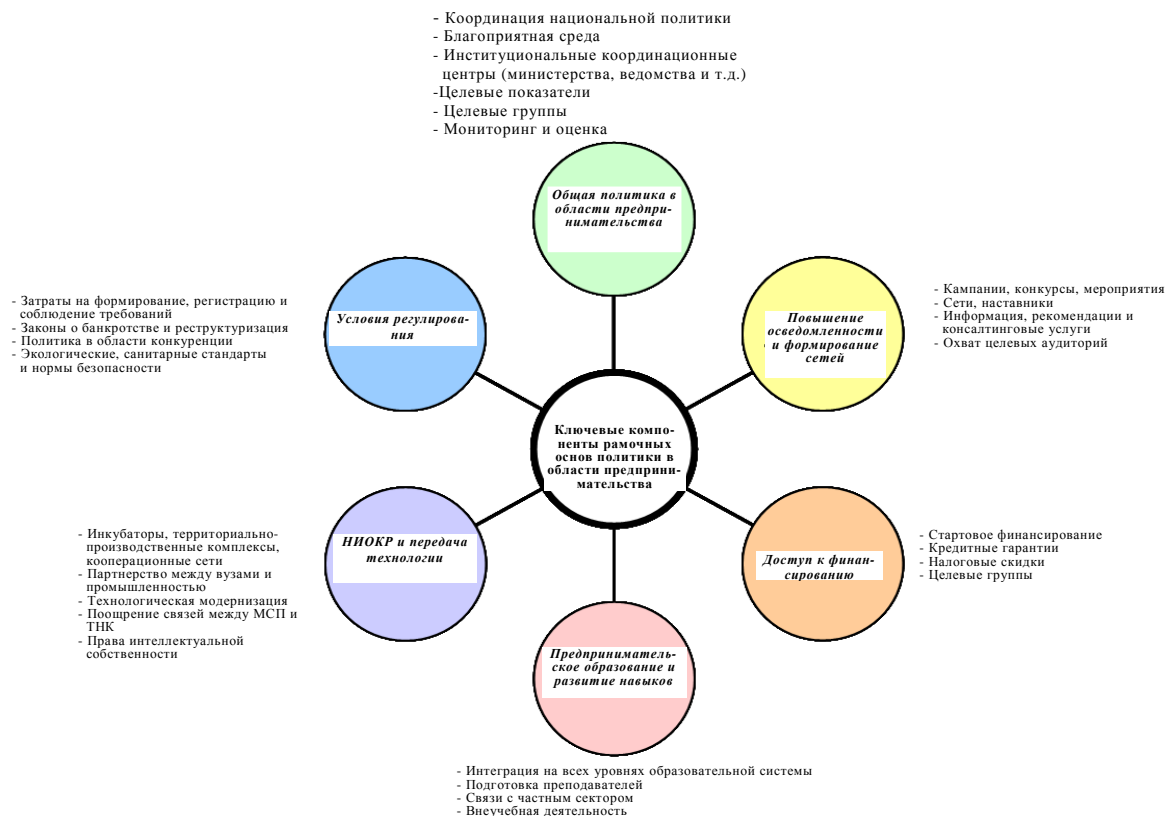 - Координация национальной политики
- Благоприятная среда
- Институциональные координационные
центры (министерства, ведомства и т.д.)
-Целевые показатели
- Целевые группы
- Мониторинг и оценка
Общая политика в
области предпри-
нимательства
- Затраты на формирование, регистрацию и
соблюдение требований
- Законы о банкротстве и реструктуризация
- Политика в области конкуренции
- Экологические, санитарные стандарты
и нормы безопасности
Условия регулирова-
ния
Повышение
осведомленности
и формирование
сетей
- Кампании, конкурсы, мероприятия
- Сети, наставники
- Информация, рекомендации и
консалтинговые услуги
- Охват целевых аудиторий
Ключевые компо-
ненты рамочных
основ политики в
области предприни-
мательства
- Инкубаторы, территориально-
производственные комплексы,
кооперационные сети
- Партнерство между вузами и
промышленностью
- Технологическая модернизация
- Поощрение связей между МСП и
ТНК
- Права интеллектуальной
собственности
НИОКР и передача
технологии
Доступ к финан-
сированию
- Стартовое финансирование
- Кредитные гарантии
- Налоговые скидки
- Целевые группы
Предприниматель-
ское образование и
развитие навыков
- Интеграция на всех уровнях образовательной системы
- Подготовка преподавателей
- Связи с частным сектором
- Внеучебная деятельность